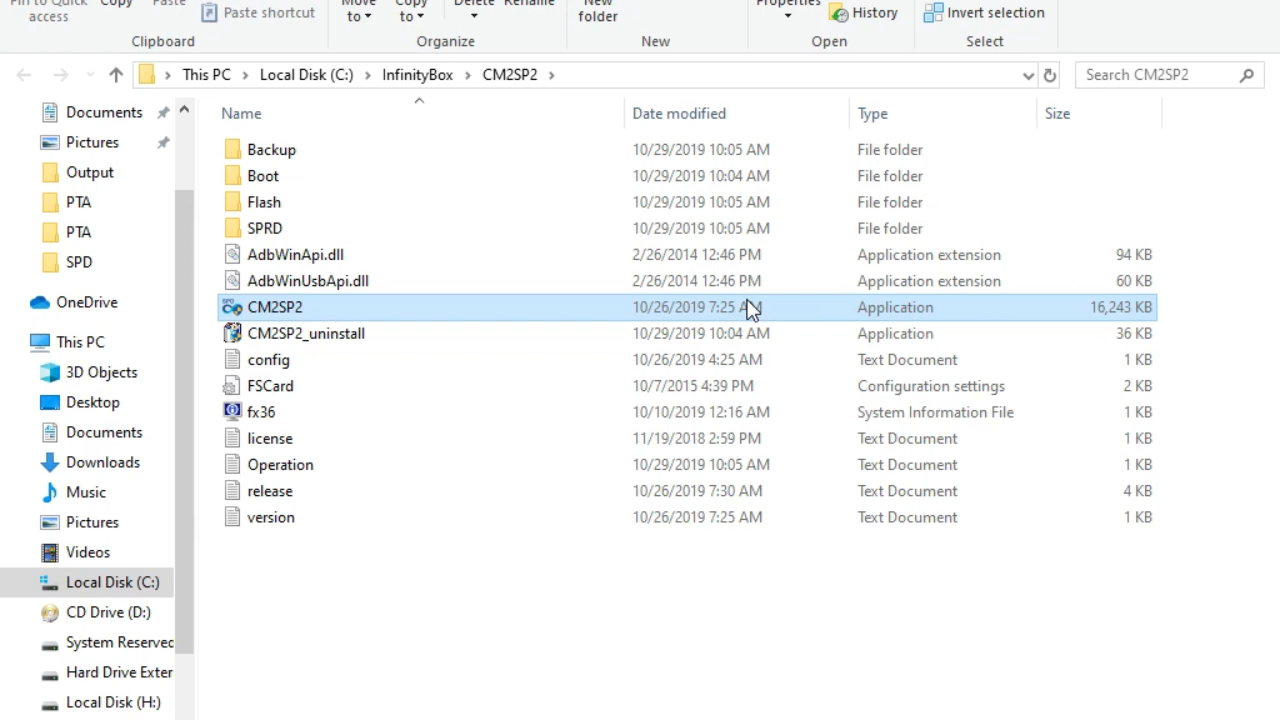 Pin to Quick access
Copy
Paste
Paste shortcut
Move to
Copy to
Delete
Rename
New folder
Properties
History
Invert selection
Clipboard
Organize
New
Open
Select
This PC > Local Disk (C:) > InfinityBox > CM2SP2 >
Search CM2SP2
Documents
Pictures
Output
PTA
PTA
SPD
OneDrive
This PC
3D Objects
Desktop
Documents
Downloads
Music
Pictures
Videos
Local Disk (C:)
CD Drive (D:)
System Reserved
Hard Drive Exter
Local Disk (H:)
Name Date modified Type Size
Backup 10/29/2019 10:05 AM File folder
Boot 10/29/2019 10:04 AM File folder
Flash 10/29/2019 10:05 AM File folder
SPRD 10/29/2019 10:05 AM File folder
AdbWinApi.dll 2/26/2014 12:46 PM Application extension 94 KB
AdbWinUsbApi.dll 2/26/2014 12:46 PM Application extension 60 KB
CM2SP2 10/26/2019 7:25 AM Application 16,243 KB
CM2SP2_uninstall 10/29/2019 10:04 AM Application 36 KB
config 10/26/2019 4:25 AM Text Document 1 KB
FSCard 10/7/2015 4:39 PM Configuration settings 2 KB
fx36 10/10/2019 12:16 AM System Information File 1 KB
license 11/19/2018 2:59 PM Text Document 1 KB
Operation 10/29/2019 10:05 AM Text Document 1 KB
release 10/26/2019 7:30 AM Text Document 4 KB
version 10/26/2019 7:25 AM Text Document 1 KB